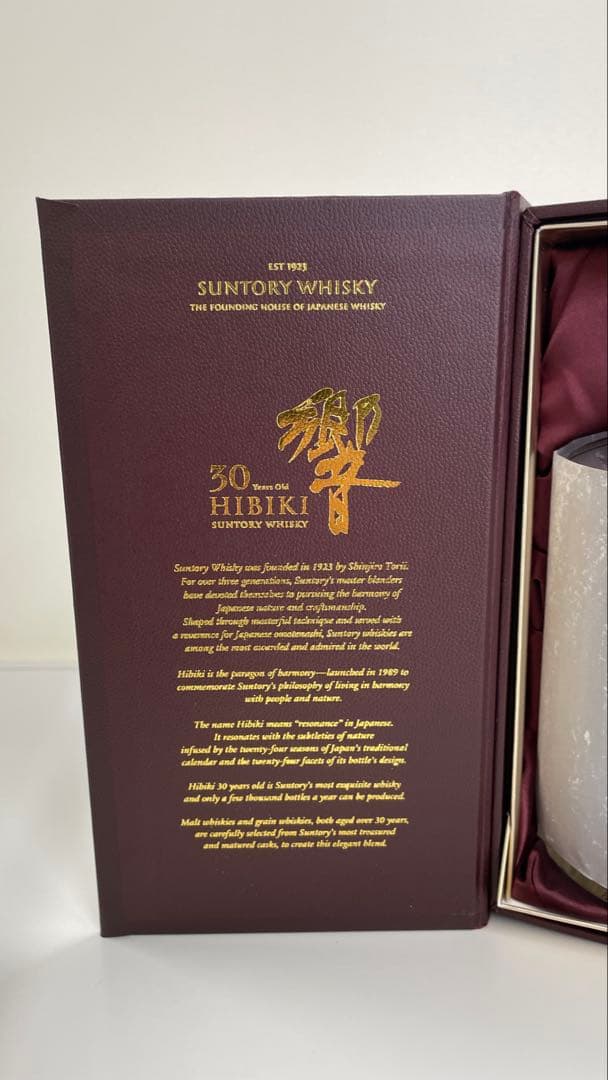 EST 1923
SUNTORY WHISKY
THE FOUNDING HOUSE OF JAPANESE WHISKY
響
30 Years Old
HIBIKI
SUNTORY WHISKY
Suntory Whisky was founded in 1923 by Shinjiro Torii.
For over three generations, Suntory's master blenders
have devoted themselves to pursuing the harmony of
Japanese nature and craftsmanship.
Shaped through masterful technique and served with
a reverence for Japanese omotenashi, Suntory whiskies are
among the most awarded and admired in the world.
Hibiki is the paragon of harmony—launched in 1989 to
commemorate Suntory's philosophy of living in harmony
with people and nature.
The name Hibiki means "resonance" in Japanese.
It resonates with the subtleties of nature
infused by the twenty-four seasons of Japan's traditional
calendar and the twenty-four facets of its bottle's design.
Hibiki 30 years old is Suntory's most exquisite whisky
and only a few thousand bottles a year can be produced.
Malt whiskies and grain whiskies, both aged over 30 years,
are carefully selected from Suntory's most treasured
and matured casks, to create this elegant blend.